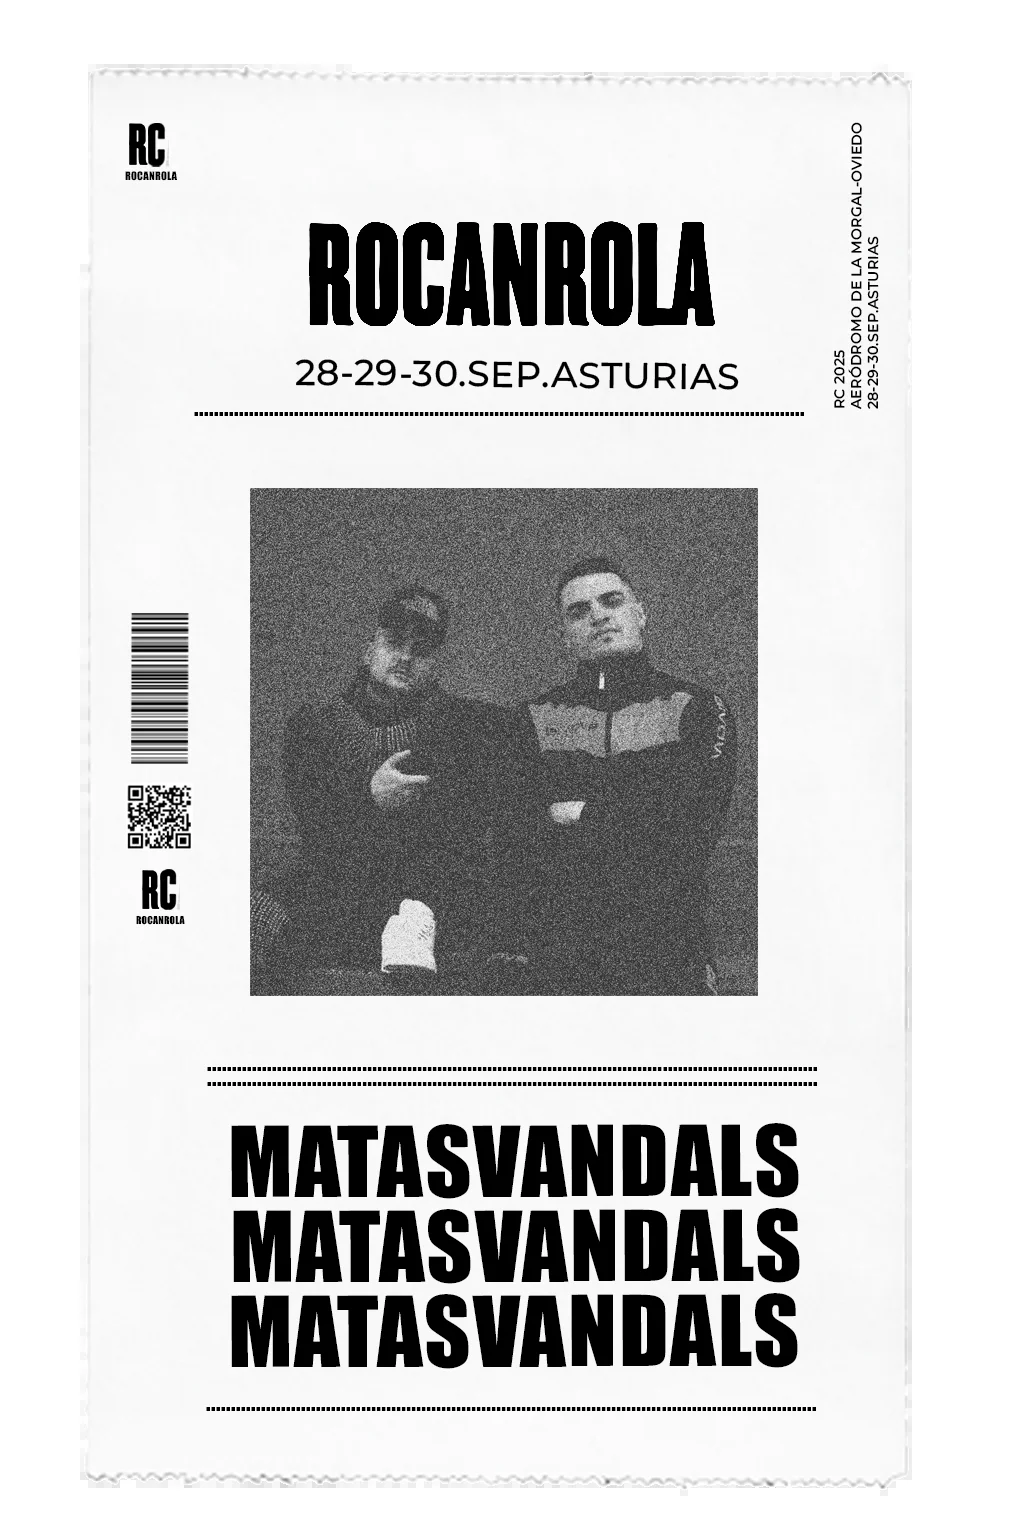 RC
ROCANROLA
RC 2025
AERÓDROMO DE LA MORGAL-OVIEDO
28-29-30.SEP.ASTURIAS
ROCANROLA
28-29-30.SEP.ASTURIAS
RC
ROCANROLA
MATASVANDALS
MATASVANDALS
MATASVANDALS